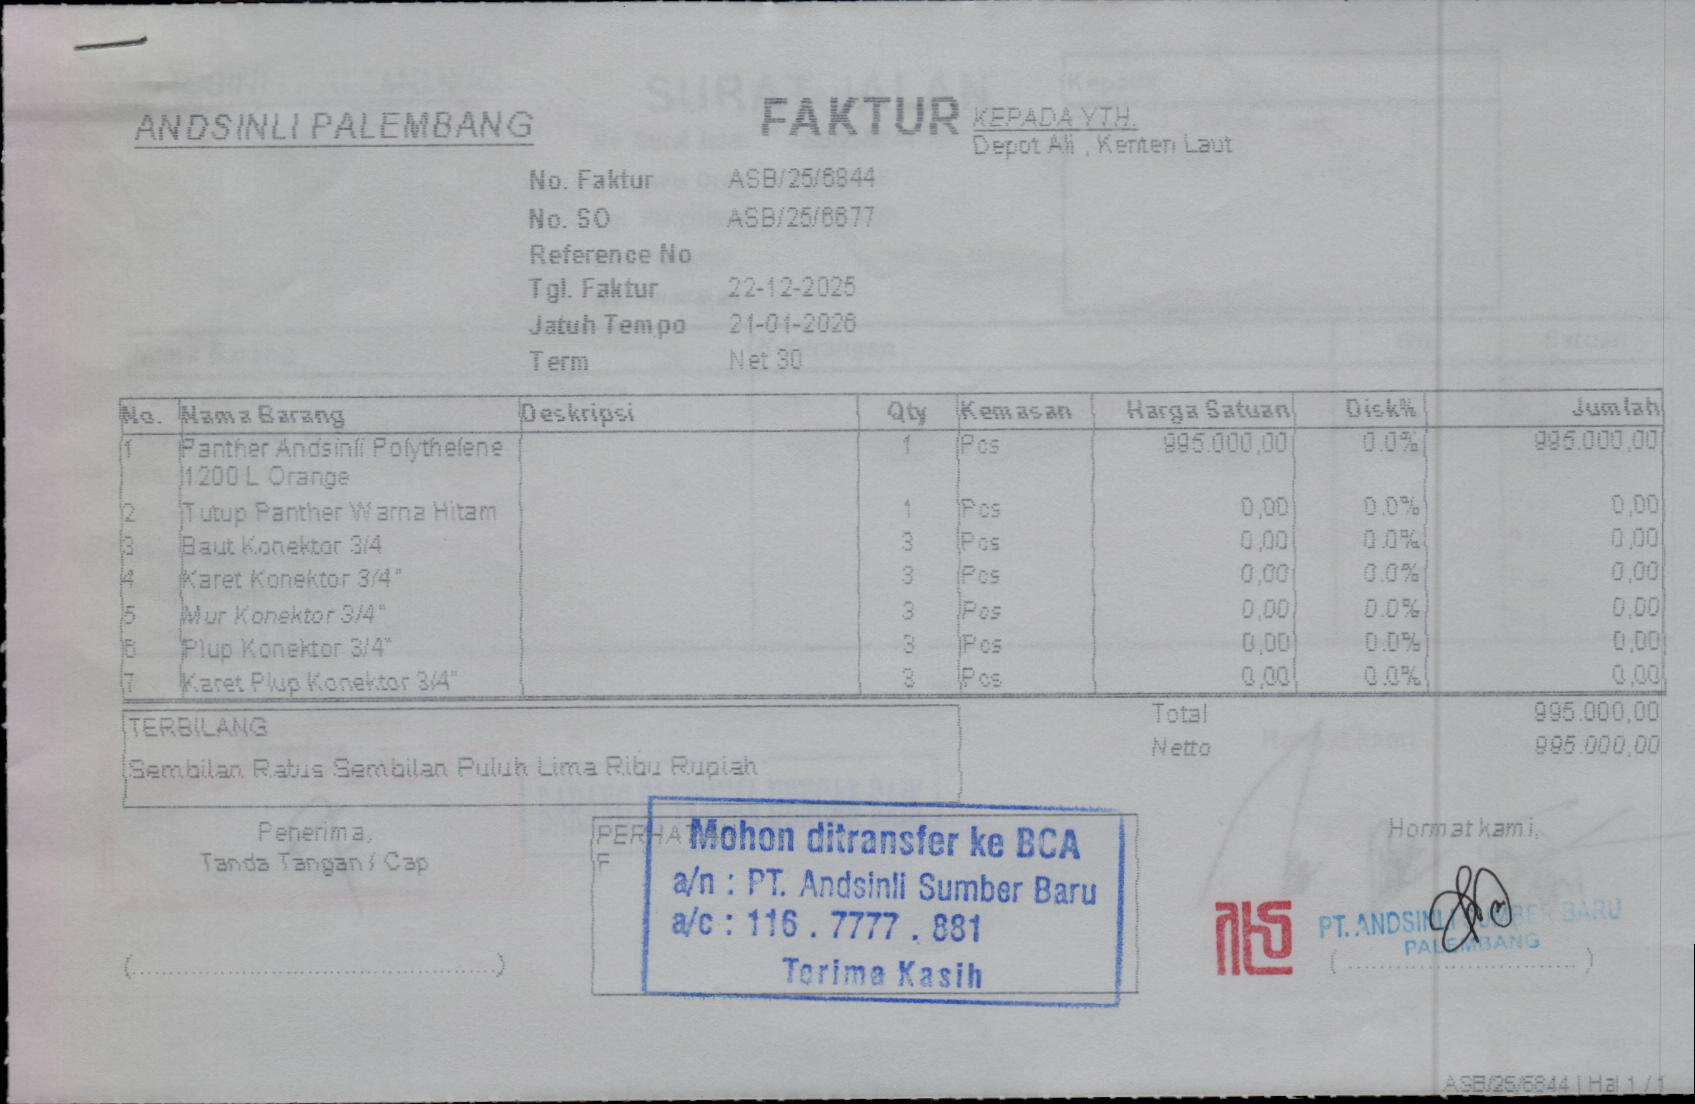 ANDSINLI PALEMBANG
FAKTUR
KEPADA YTH.
Depot Ali , Kenten Laut
No. Faktur ASB/25/6844
No. SO ASB/25/6677
Reference No
Tgl. Faktur 22-12-2025
Jatuh Tempo 21-01-2026
Term Net 30
No. Nama Barang Deskripsi Qty Kemasan Harga Satuan Disk% Jumlah
1 Panther Andsinli Polythelene 1 Pcs 995.000,00 0.0% 995.000,00
1200 L Orange
2 Tutup Panther Warna Hitam 1 Pcs 0,00 0.0% 0,00
3 Baut Konektor 3/4 3 Pcs 0,00 0.0% 0,00
4 Karet Konektor 3/4" 3 Pcs 0,00 0.0% 0,00
5 Mur Konektor 3/4" 3 Pcs 0,00 0.0% 0,00
6 Plup Konektor 3/4" 3 Pcs 0,00 0.0% 0,00
7 Karet Plup Konektor 3/4" 3 Pcs 0,00 0.0% 0,00
Total 995.000,00
Netto 995.000,00
TERBILANG
Sembilan Ratus Sembilan Puluh Lima Ribu Rupiah
Penerima,
Tanda Tangan / Cap
(........................................)
PERHAT
F
Mohon ditransfer ke BCA
a/n : PT. Andsinli Sumber Baru
a/c : 116 . 7777 . 881
Terima Kasih
Hormat kami,
PT. ANDSINLI SUMBER BARU
PALEMBANG
(..........................)
ASB/25/6844 | Hal 1 / 1